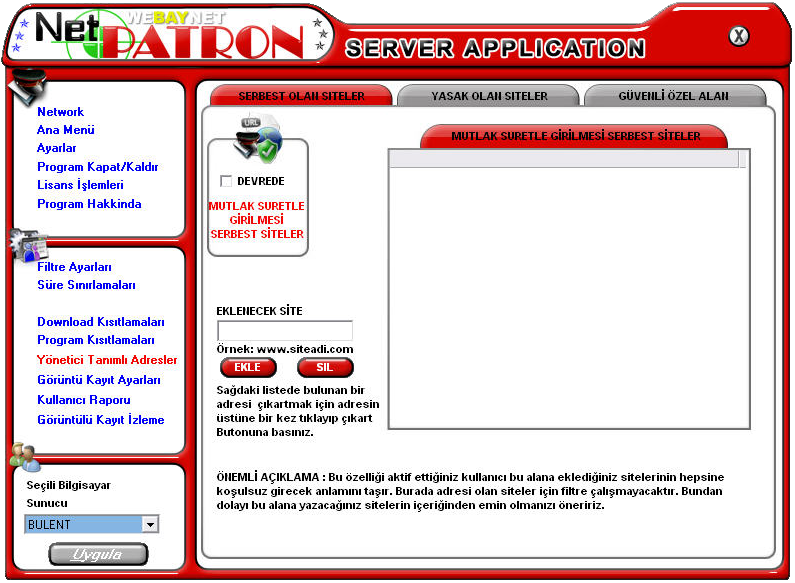 Net PATRON
WEBAYNET
SERVER APPLICATION
X
Network
Ana Menü
Ayarlar
Program Kapat/Kaldır
Lisans İşlemleri
Program Hakkında
Filtre Ayarları
Süre Sınırlamaları
Download Kısıtlamaları
Program Kısıtlamaları
Yönetici Tanımlı Adresler
Görüntü Kayıt Ayarları
Kullanıcı Raporu
Görüntülü Kayıt İzleme
Seçili Bilgisayar
Sunucu
BULENT
Uygula
SERBEST OLAN SITELER
YASAK OLAN SITELER
GÜVENLİ ÖZEL ALAN
URL
DEVREDE
MUTLAK SURETLE
GİRİLMESİ
SERBEST SİTELER
MUTLAK SURETLE GİRİLMESİ SERBEST SİTELER
EKLENECEK SİTE
Örnek: www.siteadi.com
EKLE
SIL
Sağdaki listede bulunan bir
adresi çıkartmak için adresin
üstüne bir kez tıklayıp çıkart
Butonuna basınız.
ÖNEMLİ AÇIKLAMA : Bu özelliği aktif ettiğiniz kullanıcı bu alana eklediğiniz sitelerinin hepsine
koşulsuz girecek anlamını taşır. Burada adresi olan siteler için filtre çalışmayacaktır. Bundan
dolayı bu alana yazacağınız sitelerin içeriğinden emin olmanızı öneririz.